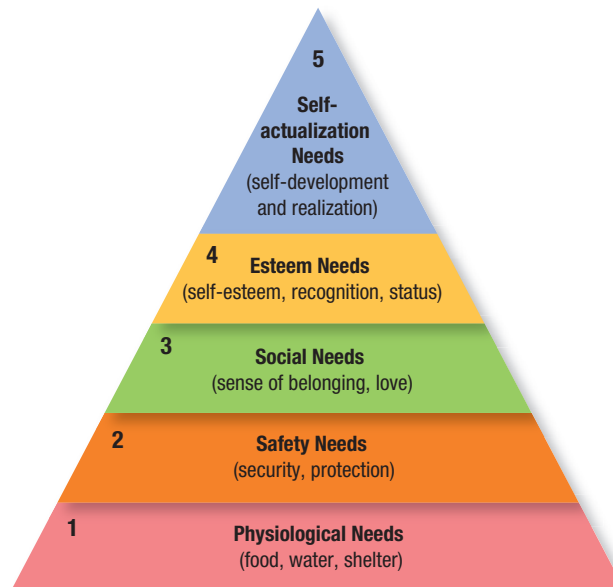 5
Self-
actualization
Needs
(self-development
and realization)
4
Esteem Needs
(self-esteem, recognition, status)
3
Social Needs
(sense of belonging, love)
2
Safety Needs
(security, protection)
1
Physiological Needs
(food, water, shelter)